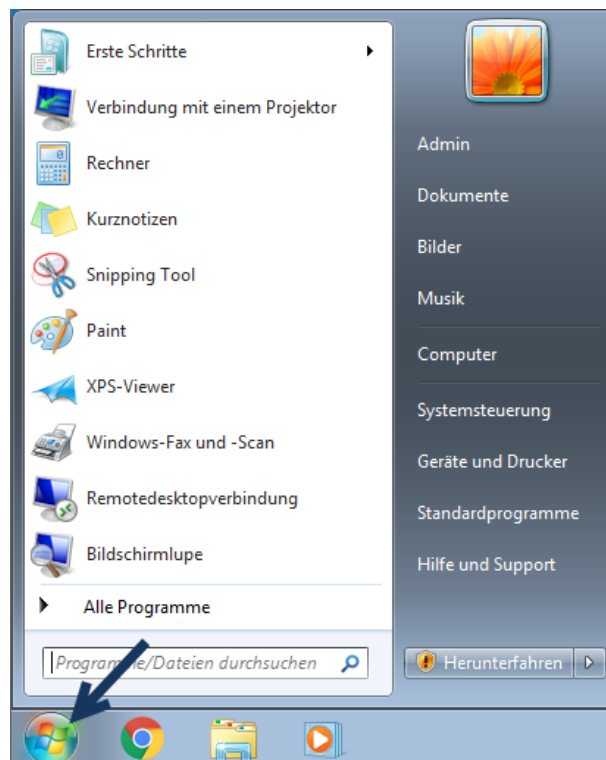 Erste Schritte
Verbindung mit einem Projektor
Rechner
Kurznotizen
Snipping Tool
Paint
XPS-Viewer
Windows-Fax und -Scan
Remotedesktopverbindung
Bildschirmlupe
Alle Programme
Programme/Dateien durchsuchen
Admin
Dokumente
Bilder
Musik
Computer
Systemsteuerung
Geräte und Drucker
Standardprogramme
Hilfe und Support
Herunterfahren